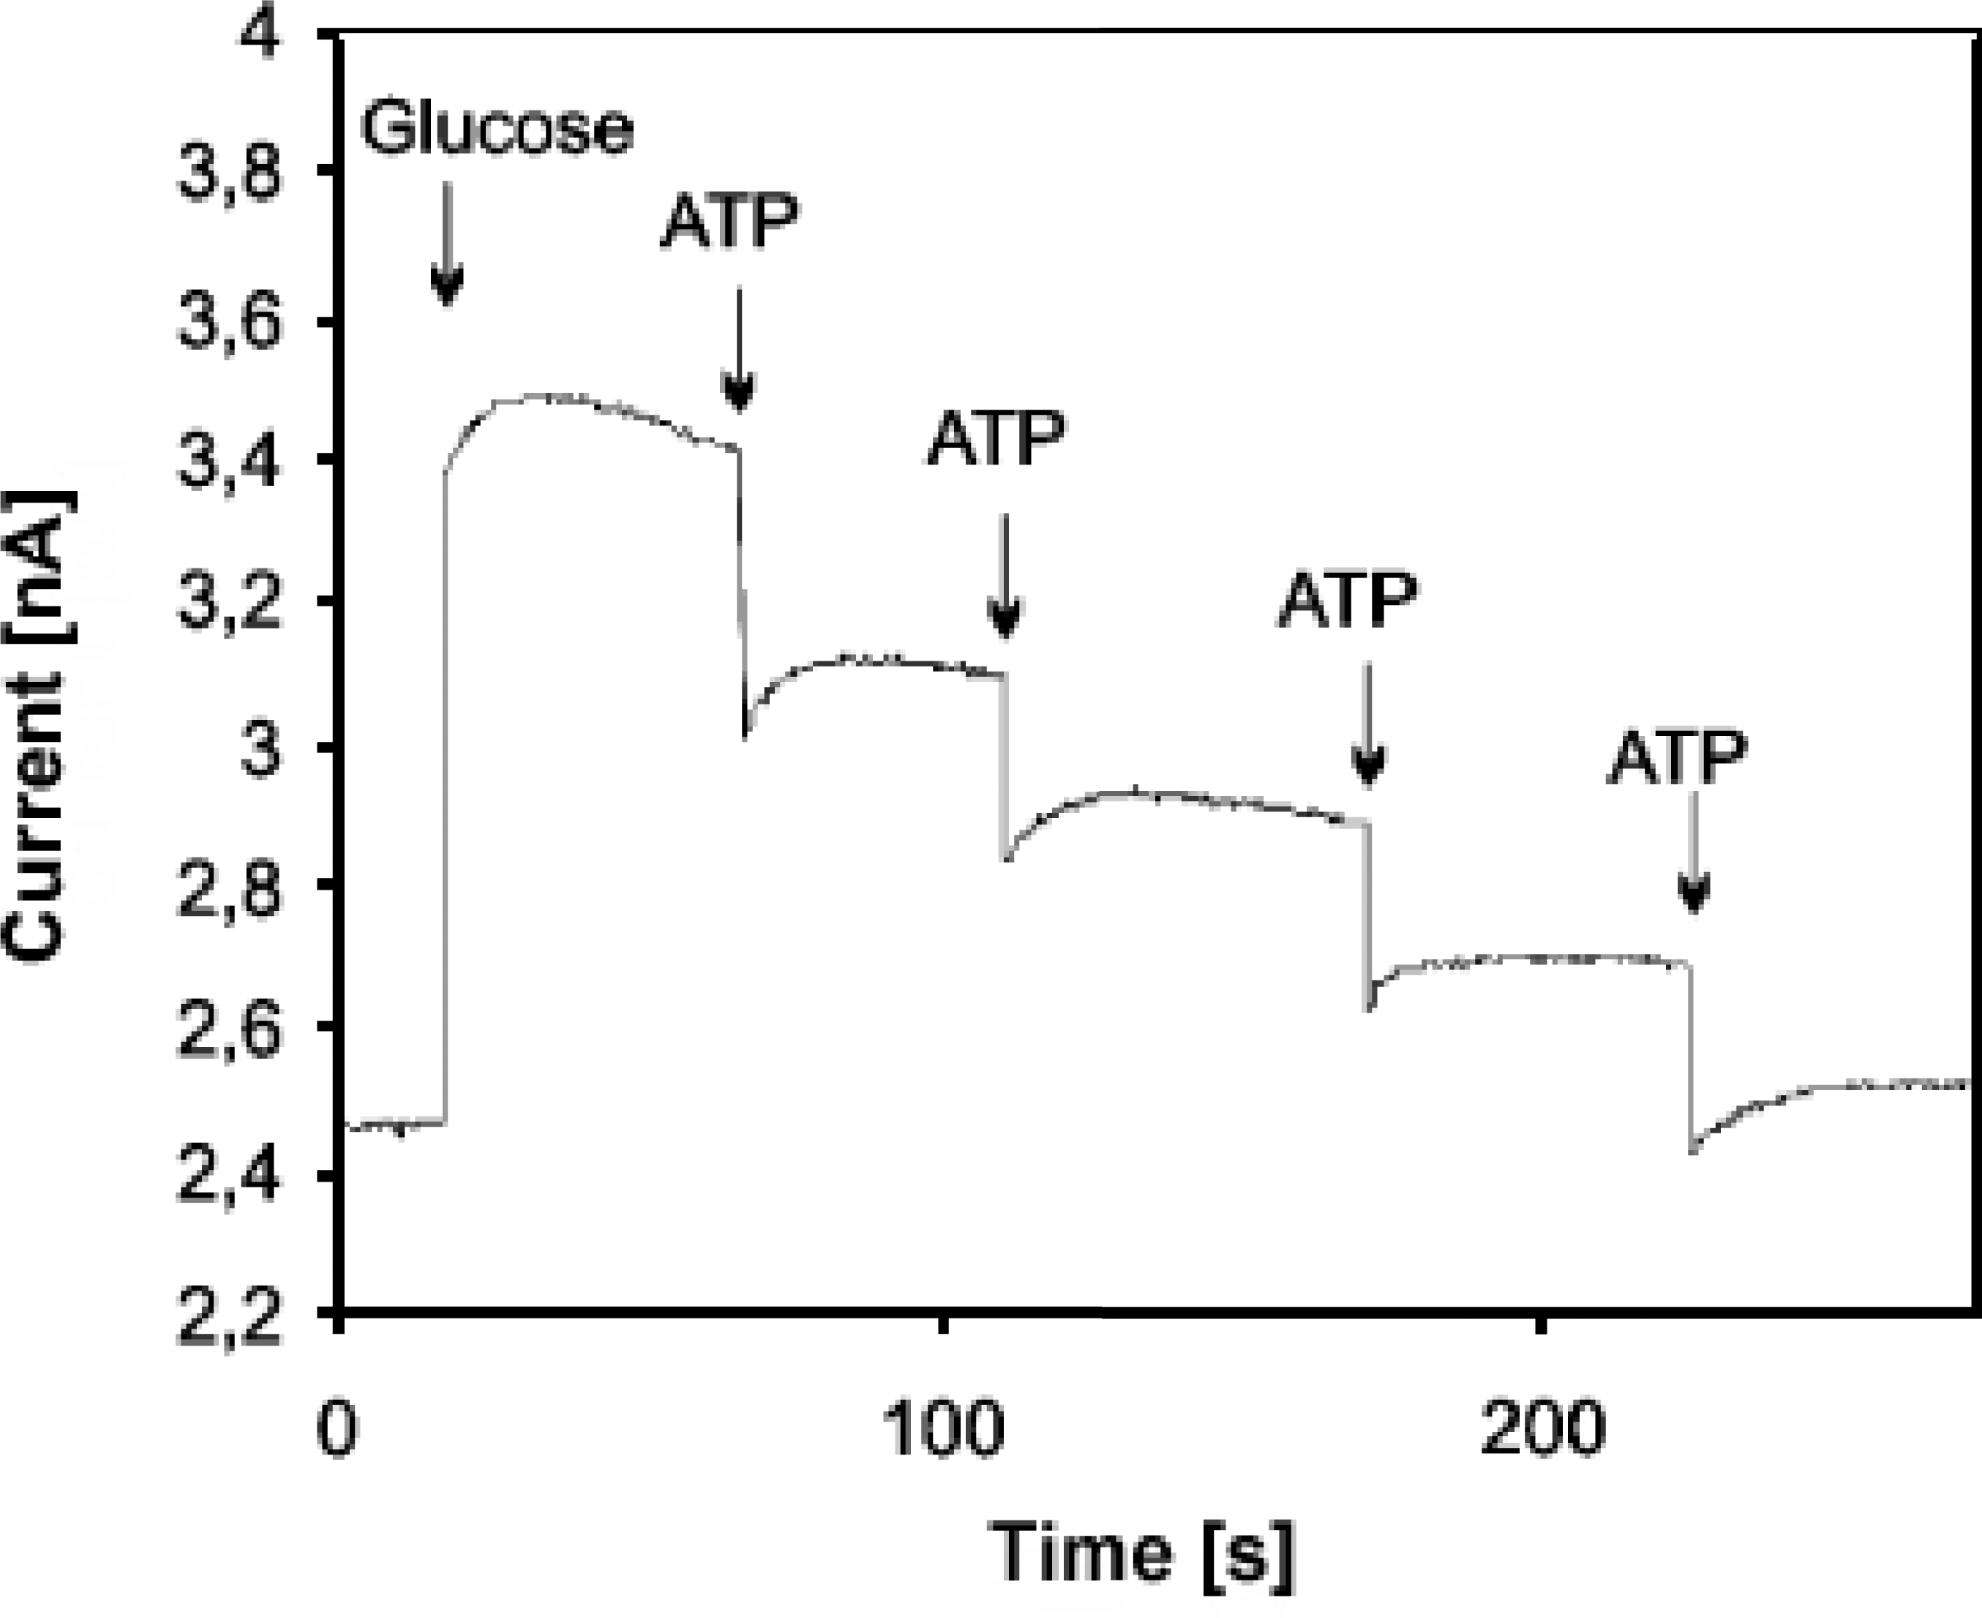 4
Glucose
3,8
ATP
3,6
ATP
3,4
Current [nA]
ATP
3,2
ATP
3
2,8
2,6
2,4
2,2
0
100
200
Time [s]